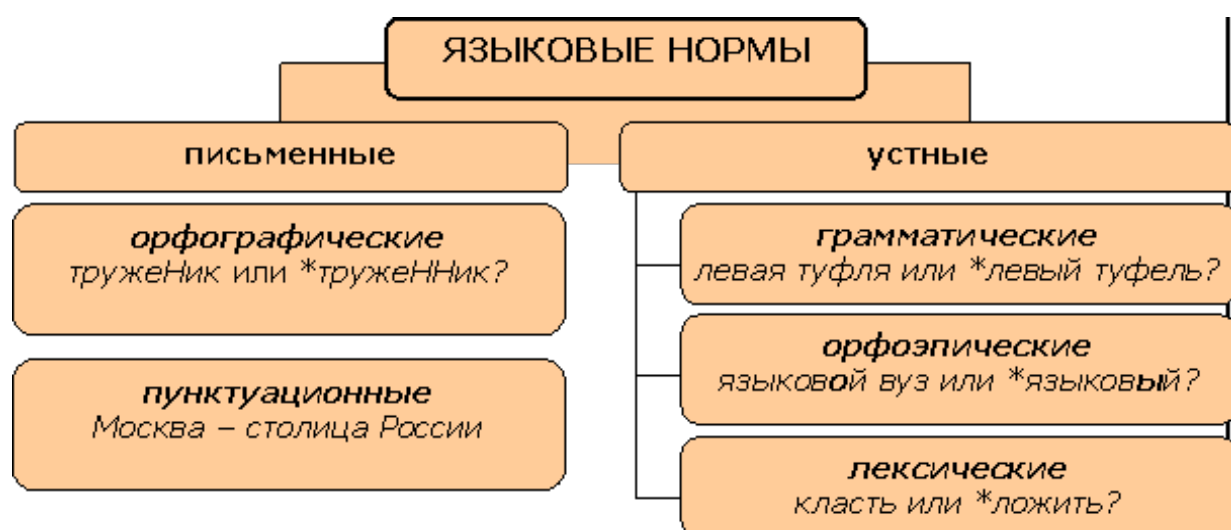 ЯЗЫКОВЫЕ НОРМЫ
письменные
орфографические
тружеНик или *тружеННик?
пунктуационные
Москва – столица России
устные
грамматические
левая туфля или *левый туфель?
орфоэпические
языковой вуз или *языковый?
лексические
класть или *ложить?